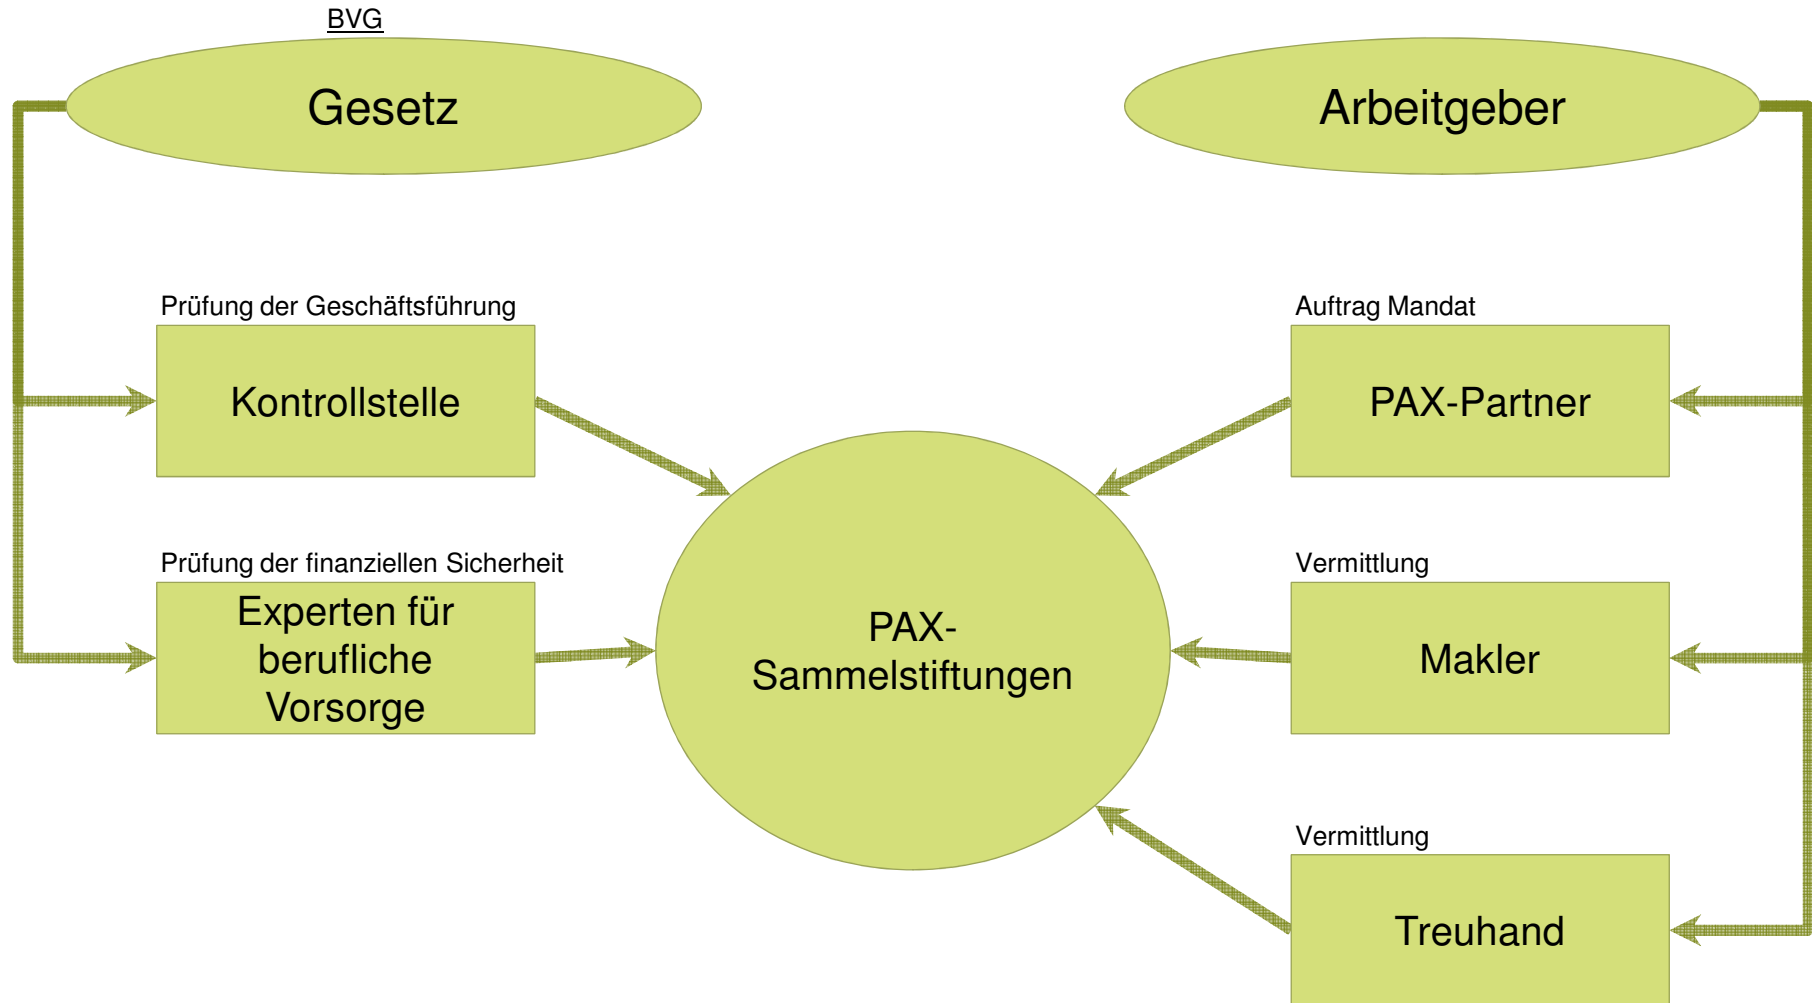 BVG
Gesetz
Arbeitgeber
Prüfung der Geschäftsführung
Kontrollstelle
Auftrag Mandat
PAX-Partner
Prüfung der finanziellen Sicherheit
Experten für
berufliche
Vorsorge
PAX-
Sammelstiftungen
Vermittlung
Makler
Vermittlung
Treuhand